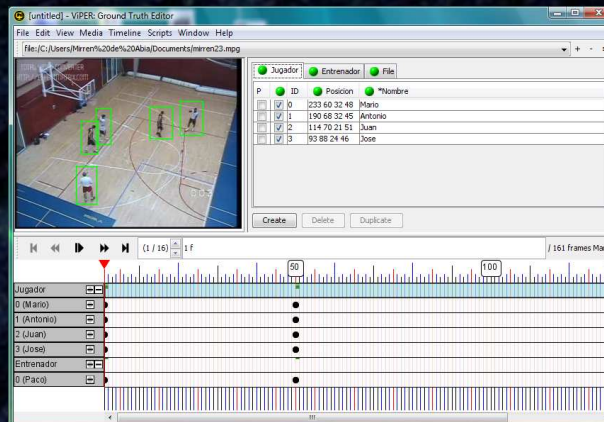 [untitled] - ViPER: Ground Truth Editor
File Edit View Media Timeline Scripts Window Help
file:/C:/Users/Mirren%20de%20Abia/Documents/mirren23.mpg
Jugador Entrenador File
P ID Posicion *Nombre
0 233 60 32 48 Mario
1 190 68 32 45 Antonio
2 114 70 21 51 Juan
3 93 88 24 46 Jose
Create Delete Duplicate
(1 / 16) 1 f / 161 frames Mar
50 100
Jugador
0 (Mario)
1 (Antonio)
2 (Juan)
3 (Jose)
Entrenador
0 (Paco)